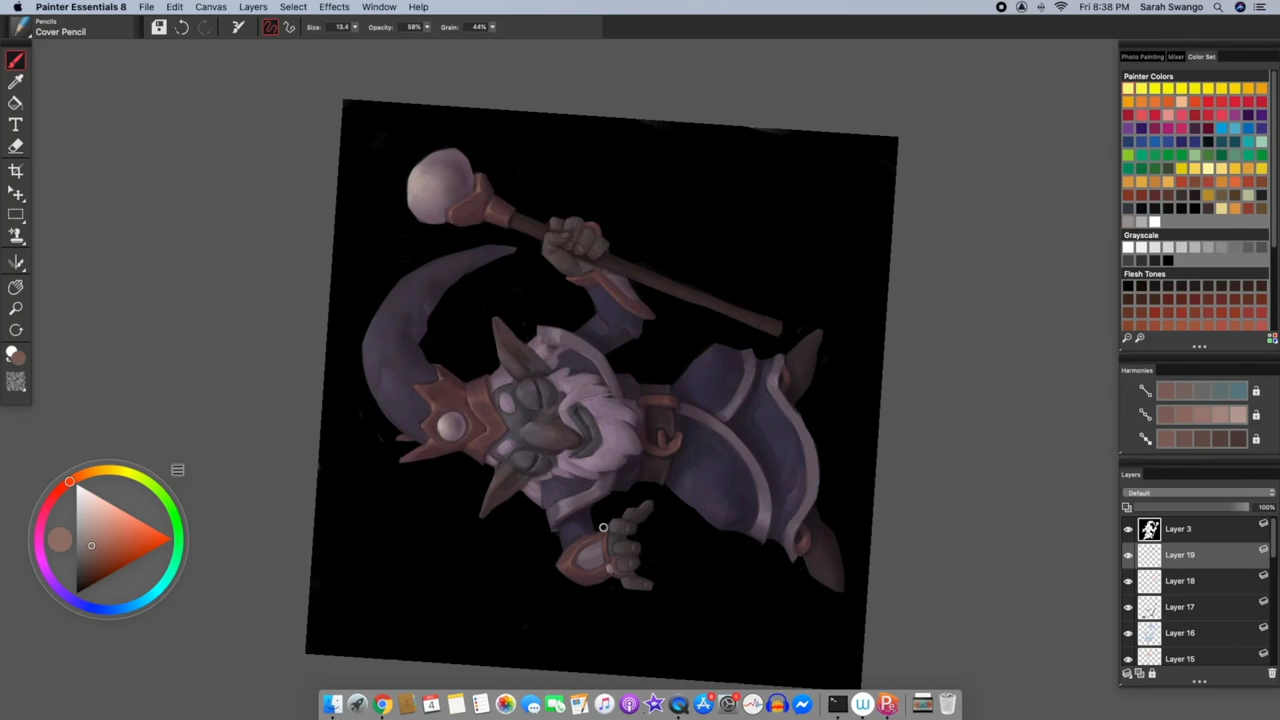 Painter Essentials 8 File Edit Canvas Layers Select Effects Window Help Fri 8:38 PM Sarah Swango
Pencils
Cover Pencil
Size: 13.4 Opacity: 58% Grain: 44%
Photo Painting Mixer Color Set
Painter Colors
Grayscale
Flesh Tones
Harmonies
Layers
Default
100%
Layer 3
Layer 19
Layer 18
Layer 17
Layer 16
Layer 15